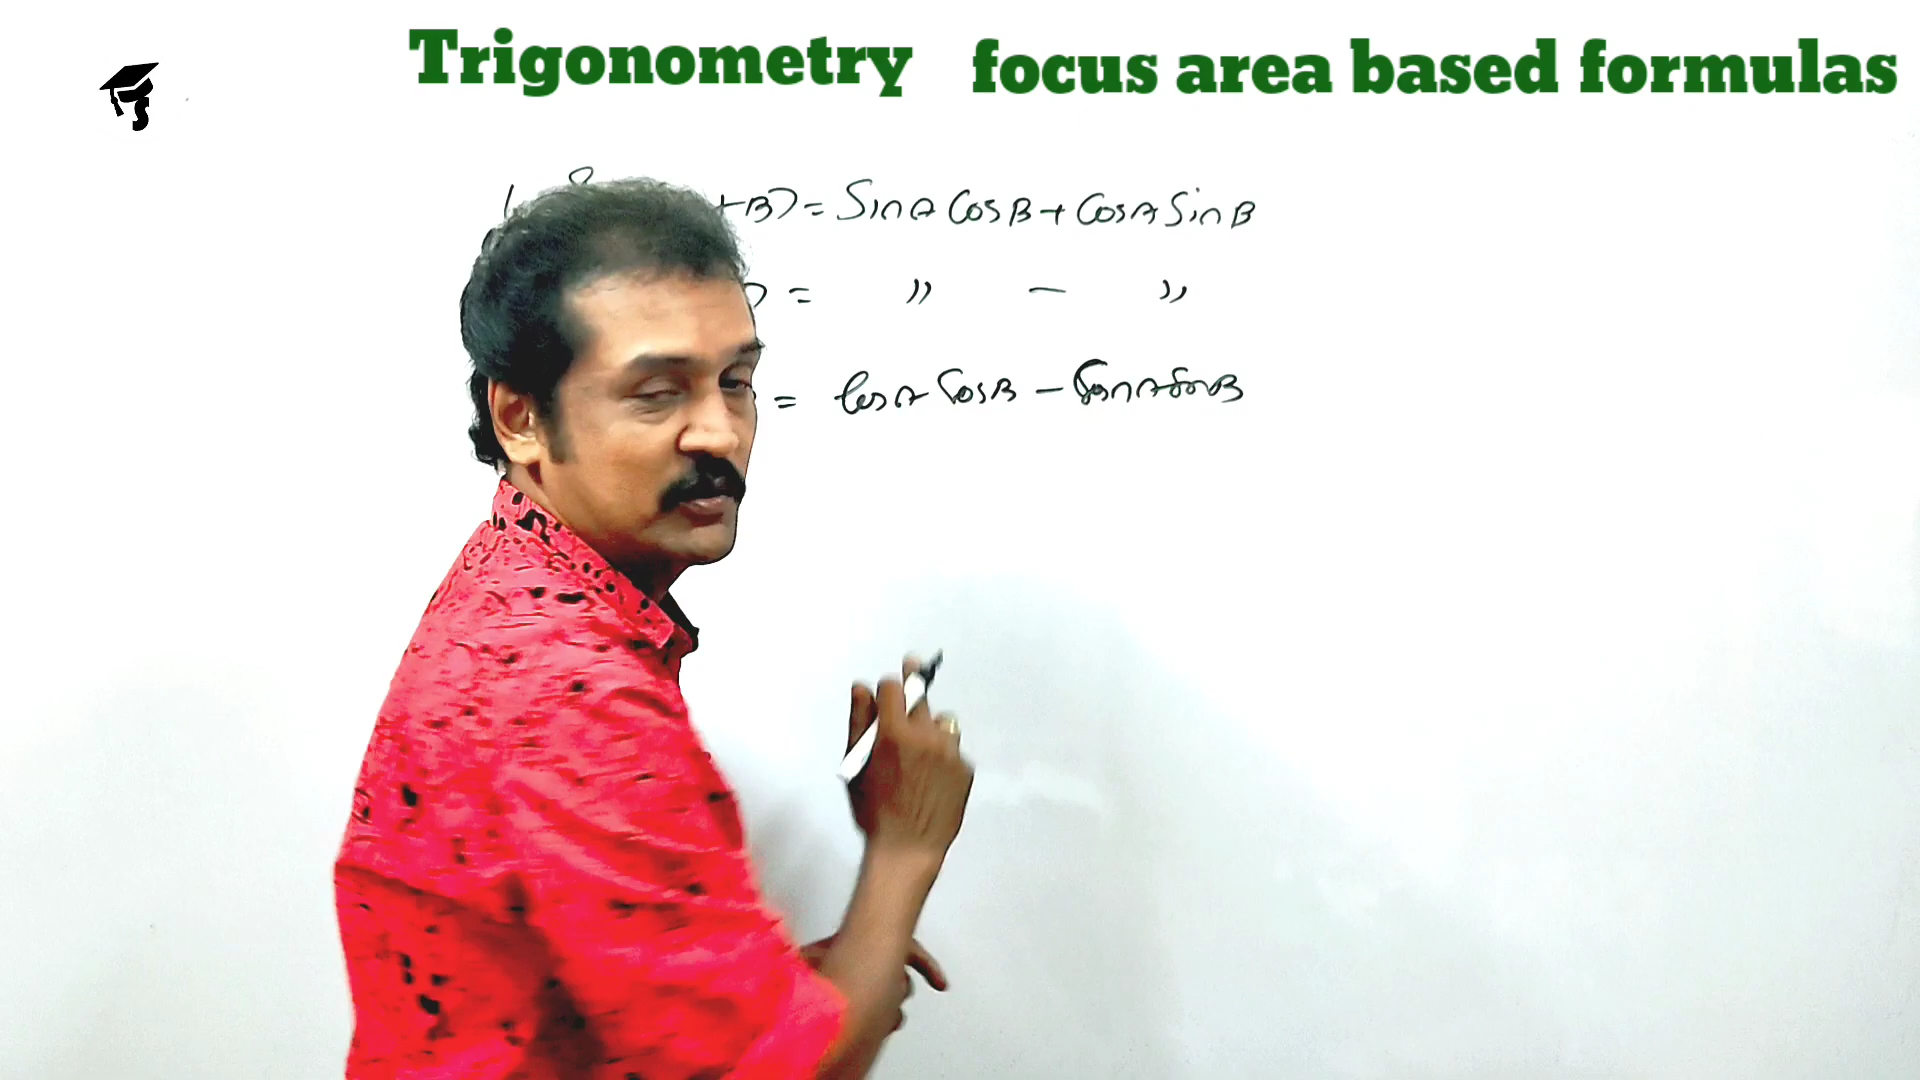 Trigonometry focus area based formulas
+B) = Sin A Cos B + Cos A Sin B
) = " — "
= Cos A Cos B - Sin A Sin B